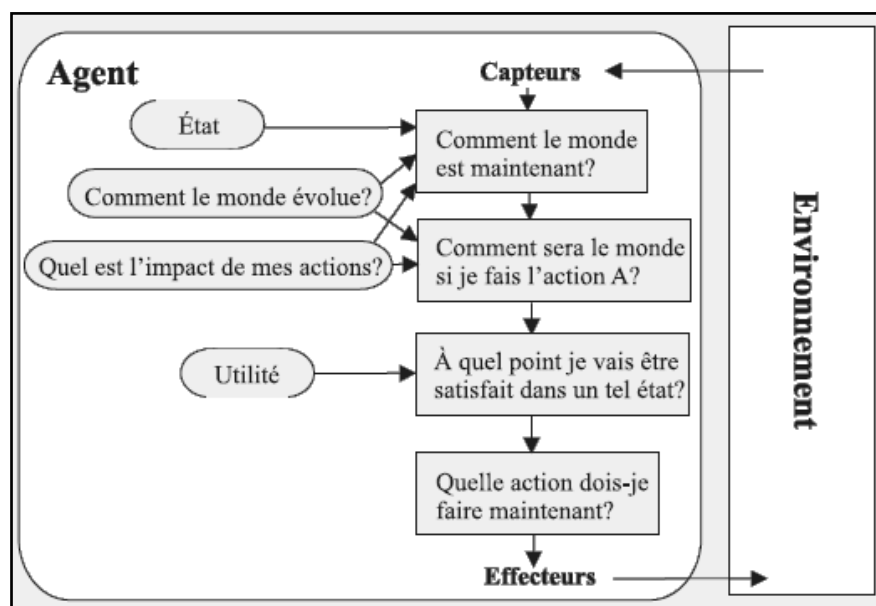 Agent
Capteurs
État
Comment le monde
est maintenant?
Comment le monde évolue?
Quel est l'impact de mes actions?
Comment sera le monde
si je fais l'action A?
Utilité
À quel point je vais être
satisfait dans un tel état?
Quelle action dois-je
faire maintenant?
Effecteurs
Environnement